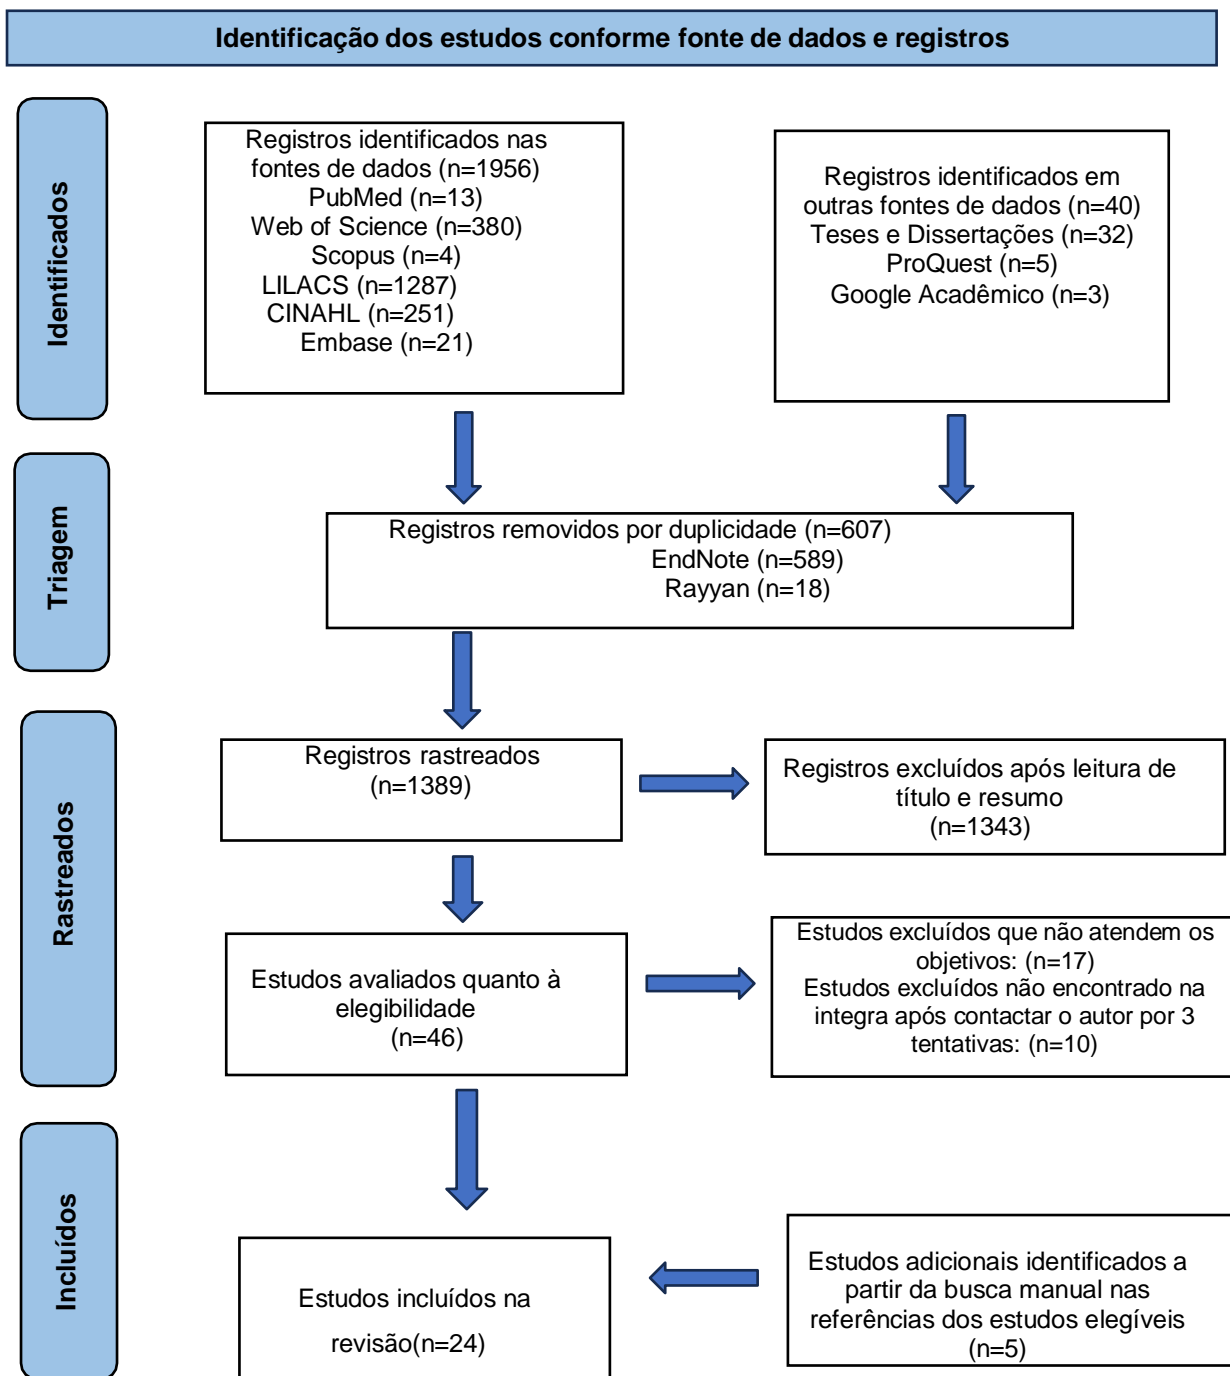 Identificação dos estudos conforme fonte de dados e registros
Identificados
Registros identificados nas
fontes de dados (n=1956)
PubMed (n=13)
Web of Science (n=380)
Scopus (n=4)
LILACS (n=1287)
CINAHL (n=251)
Embase (n=21)
Registros identificados em
outras fontes de dados (n=40)
Teses e Dissertações (n=32)
ProQuest (n=5)
Google Acadêmico (n=3)
Triagem
Registros removidos por duplicidade (n=607)
EndNote (n=589)
Rayyan (n=18)
Rastreados
Registros rastreados
(n=1389)
Registros excluídos após leitura de
título e resumo
(n=1343)
Estudos avaliados quanto à
elegibilidade
(n=46)
Estudos excluídos que não atendem os
objetivos: (n=17)
Estudos excluídos não encontrado na
integra após contactar o autor por 3
tentativas: (n=10)
Incluídos
Estudos incluídos na
revisão(n=24)
Estudos adicionais identificados a
partir da busca manual nas
referências dos estudos elegíveis
(n=5)